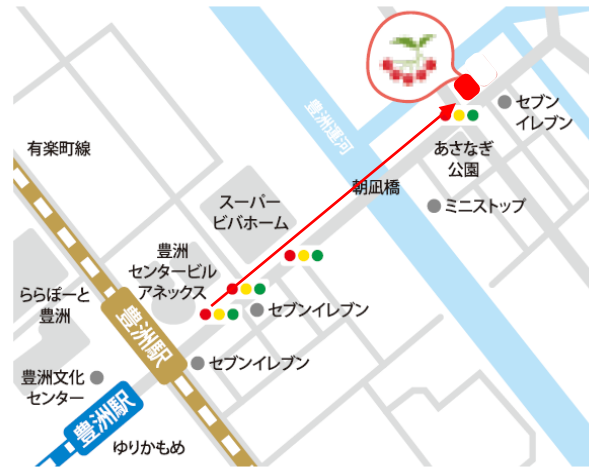 セブン
イレブン
豊洲運河
あさなぎ
公園
有楽町線
朝凪橋
スーパー
ビバホーム
ミニストップ
豊洲
センタービル
アネックス
ららぽーと
豊洲
セブンイレブン
豊洲駅
セブンイレブン
豊洲文化
センター
豊洲駅
ゆりかもめ